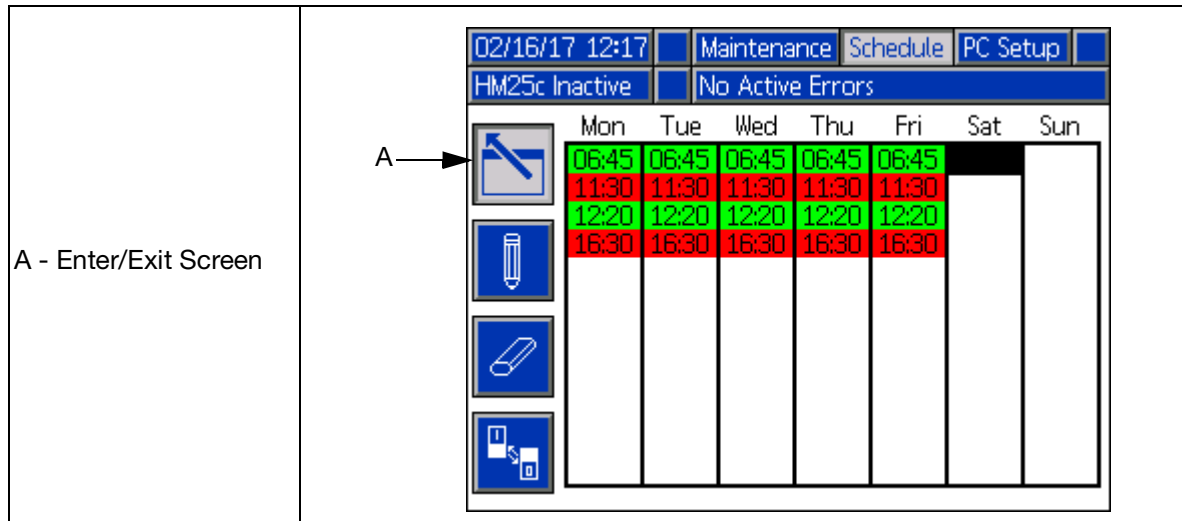 02/16/17 12:17 Maintenance Schedule PC Setup
HM25c Inactive No Active Errors
Mon Tue Wed Thu Fri Sat Sun
A
06:45 06:45 06:45 06:45 06:45
11:30 11:30 11:30 11:30 11:30
12:20 12:20 12:20 12:20 12:20
16:30 16:30 16:30 16:30 16:30
A - Enter/Exit Screen